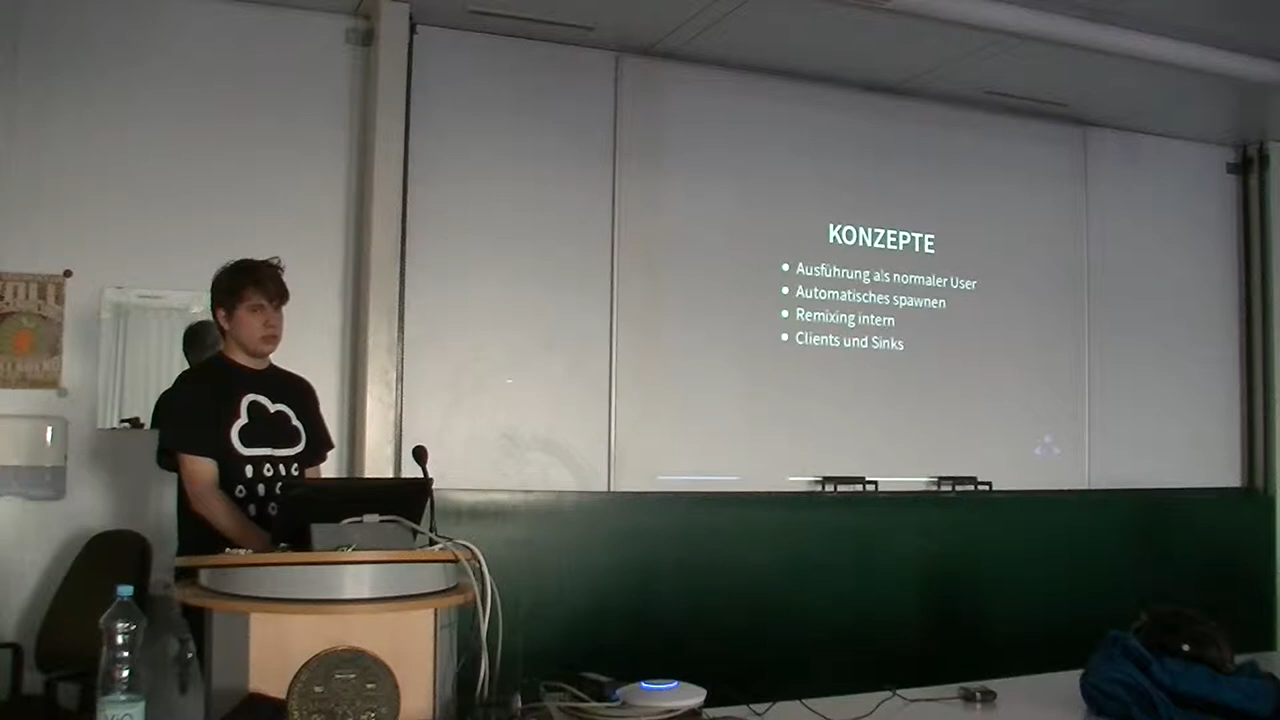 KONZEPTE
Ausführung als normaler User
Automatisches spawnen
Remixing intern
Clients und Sinks